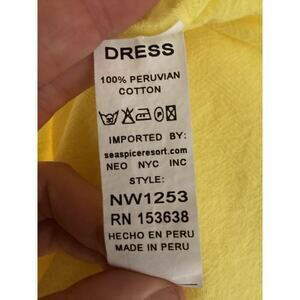 DRESS
100% PERUVIAN
COTTON
IMPORTED BY:
seaspiceresort.com
NEO NYC INC
STYLE:
NW1253
RN 153638
HECHO EN PERU
MADE IN PERU